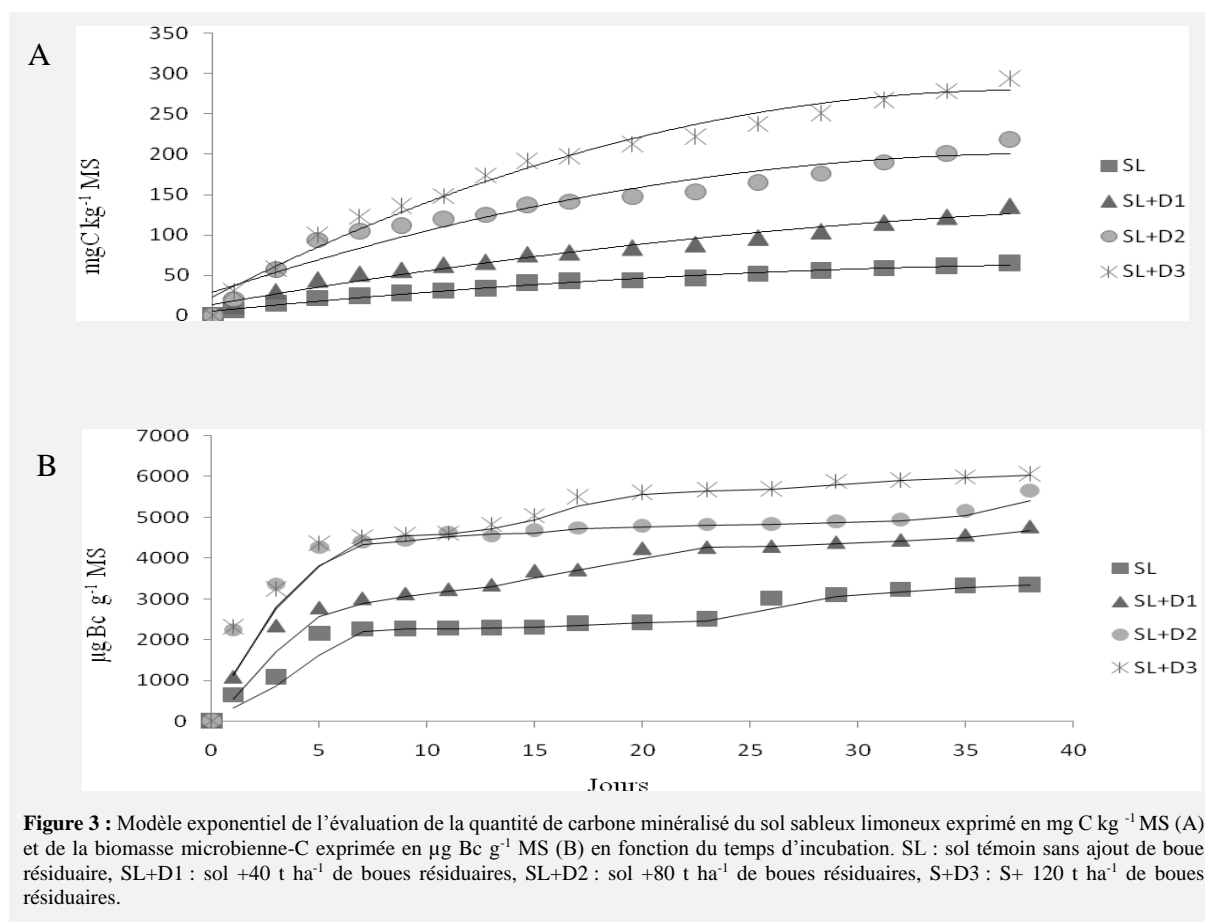 A
350
300
250
200
150
100
50
0
mgC kg-1 MS
SL
SL+D1
SL+D2
SL+D3
B
7000
6000
5000
4000
3000
2000
1000
0
µg Bc g-1 MS
0 5 10 15 20 25 30 35 40
Jours
SL
SL+D1
SL+D2
SL+D3
Figure 3 : Modèle exponentiel de l’évaluation de la quantité de carbone minéralisé du sol sableux limoneux exprimé en mg C kg -1 MS (A)
et de la biomasse microbienne-C exprimée en µg Bc g-1 MS (B) en fonction du temps d’incubation. SL : sol témoin sans ajout de boue
résiduaire, SL+D1 : sol +40 t ha-1 de boues résiduaires, SL+D2 : sol +80 t ha-1 de boues résiduaires, S+D3 : S+ 120 t ha-1 de boues
résiduaires.